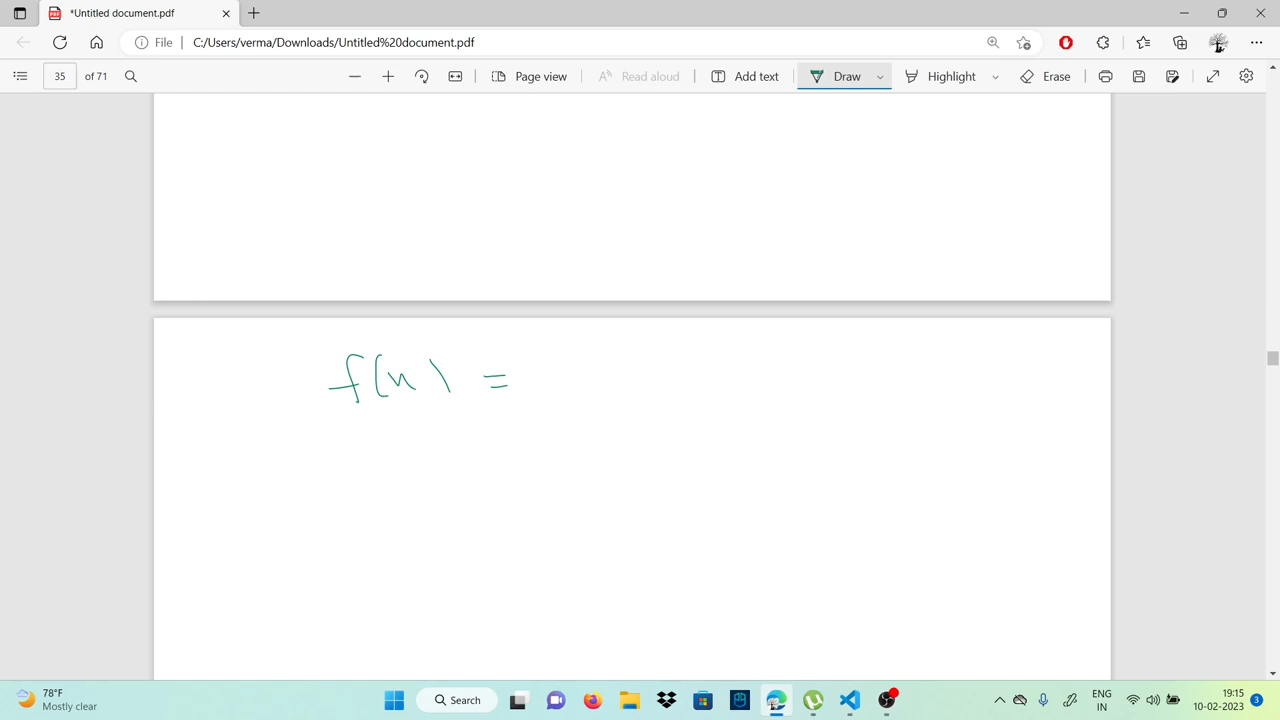 *Untitled document.pdf
File C:/Users/verma/Downloads/Untitled%20document.pdf
35 of 71 Page view Read aloud Add text Draw Highlight Erase
f(n) =
78°F
Mostly clear
Search
ENG
IN
19:15
10-02-2023
3